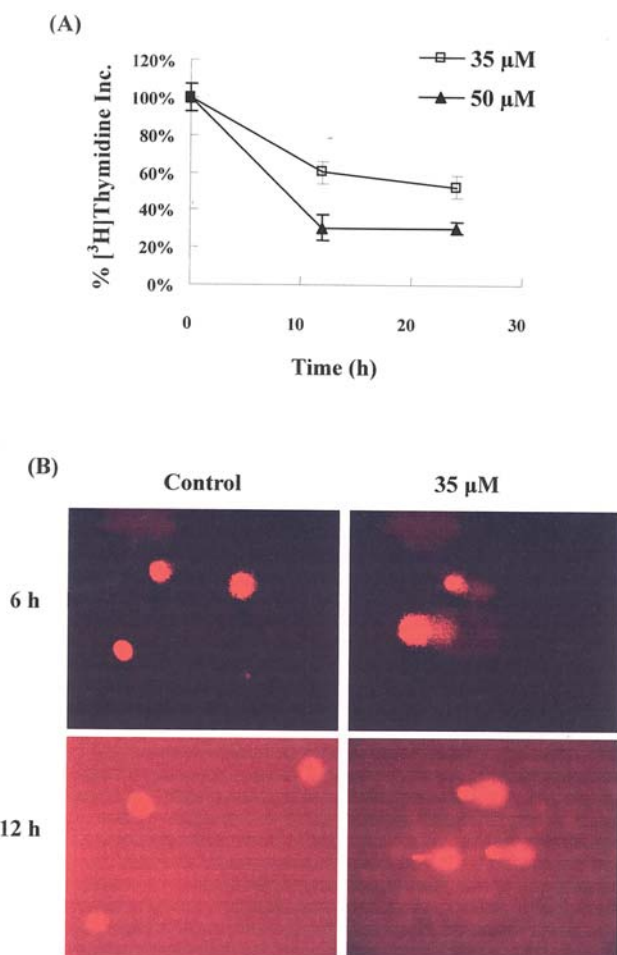 (A)
35 μM
50 μM
% [³H]Thymidine Inc.
120%
100%
80%
60%
40%
20%
0%
0
10
20
30
Time (h)
(B)
Control
35 μM
6 h
12 h